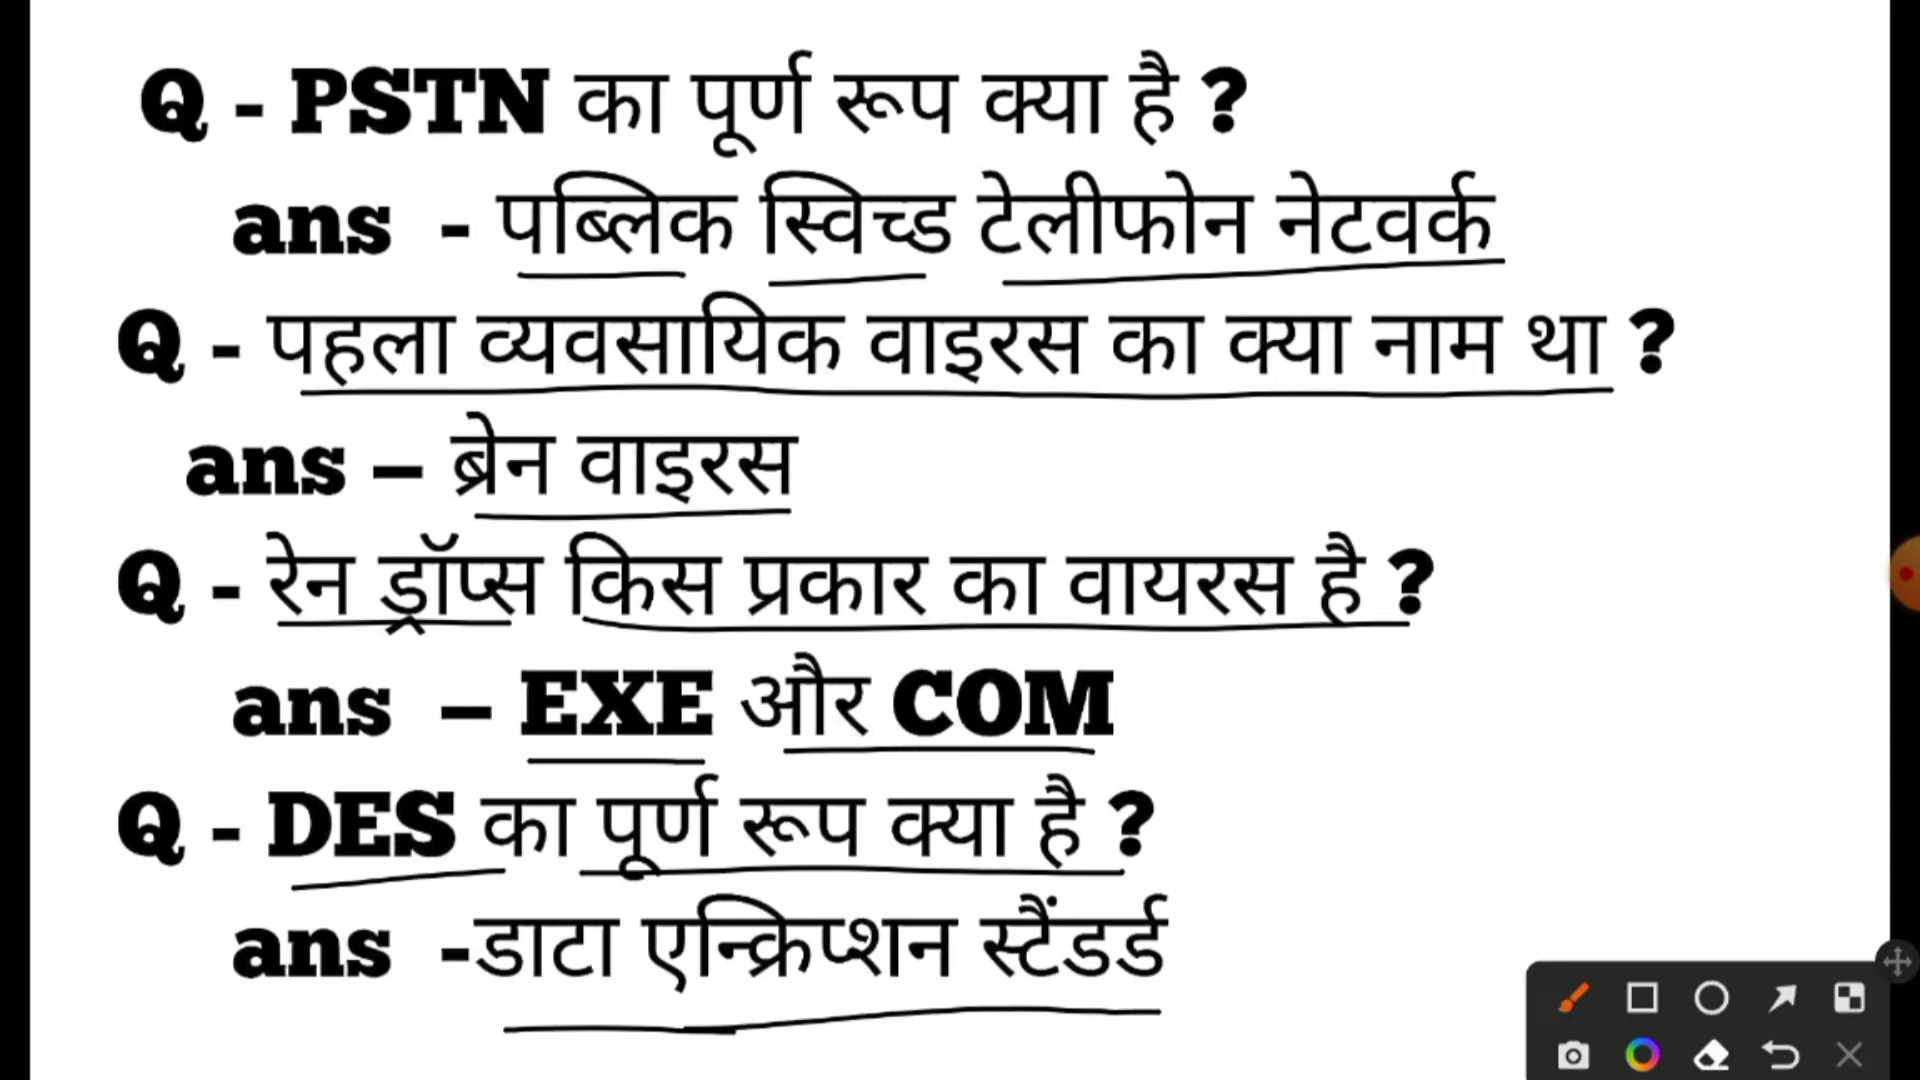 Q - PSTN का पूर्ण रूप क्या है ?
ans - पब्लिक स्विच्ड टेलीफोन नेटवर्क
Q - पहला व्यवसायिक वाइरस का क्या नाम था ?
ans – ब्रेन वाइरस
Q - रेन ड्रॉप्स किस प्रकार का वायरस है ?
ans – EXE और COM
Q - DES का पूर्ण रूप क्या है ?
ans -डाटा एन्क्रिप्शन स्टैंडर्ड